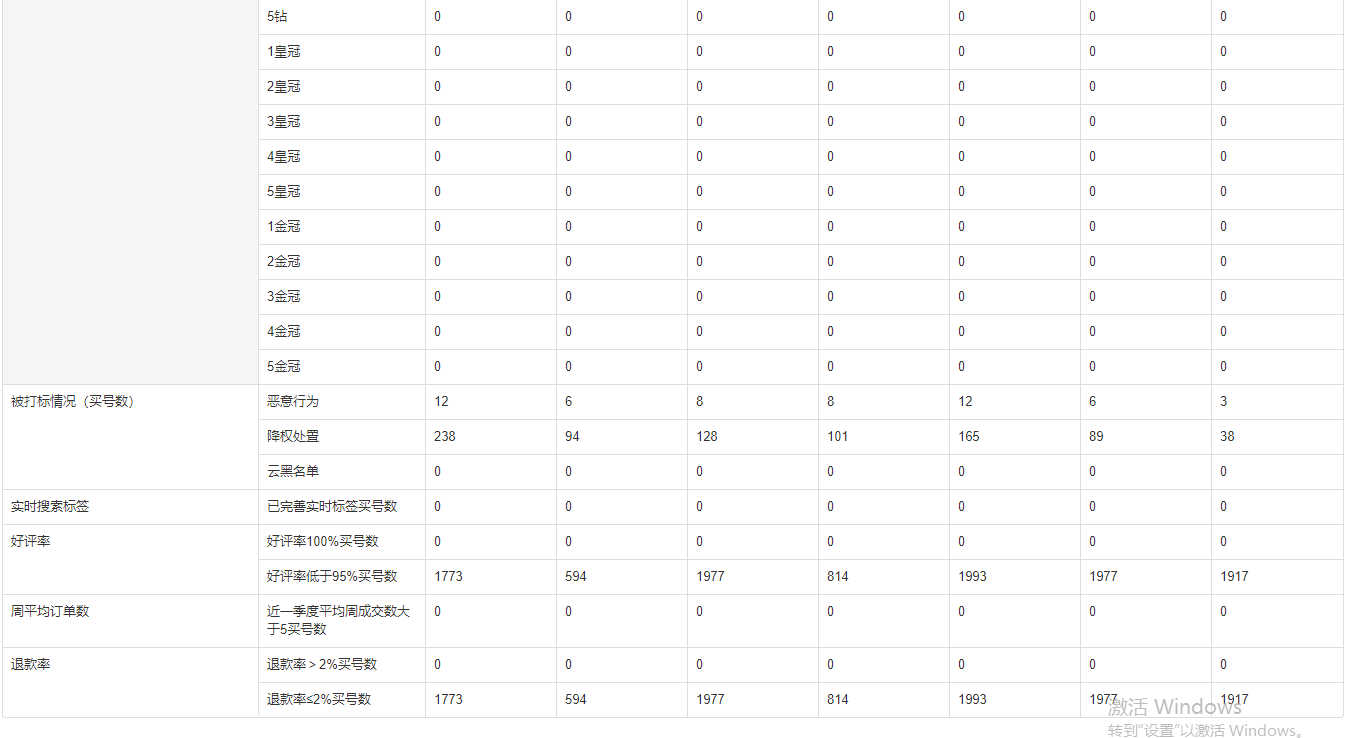 5钻 0 0 0 0 0 0 0
1皇冠 0 0 0 0 0 0 0
2皇冠 0 0 0 0 0 0 0
3皇冠 0 0 0 0 0 0 0
4皇冠 0 0 0 0 0 0 0
5皇冠 0 0 0 0 0 0 0
1金冠 0 0 0 0 0 0 0
2金冠 0 0 0 0 0 0 0
3金冠 0 0 0 0 0 0 0
4金冠 0 0 0 0 0 0 0
5金冠 0 0 0 0 0 0 0
被打标情况（买号数） 恶意行为 12 6 8 8 12 6 3
降权处置 238 94 128 101 165 89 38
云黑名单 0 0 0 0 0 0 0
实时搜索标签 已完善实时标签买号数 0 0 0 0 0 0 0
好评率 好评率100%买号数 0 0 0 0 0 0 0
好评率低于95%买号数 1773 594 1977 814 1993 1977 1917
周平均订单数 近一季度平均周成交数大 0 0 0 0 0 0 0
于5买号数
退款率 退款率＞2%买号数 0 0 0 0 0 0 0
退款率≤2%买号数 1773 594 1977 814 1993 1977 1917
激活 Windows
转到“设置”以激活 Windows。